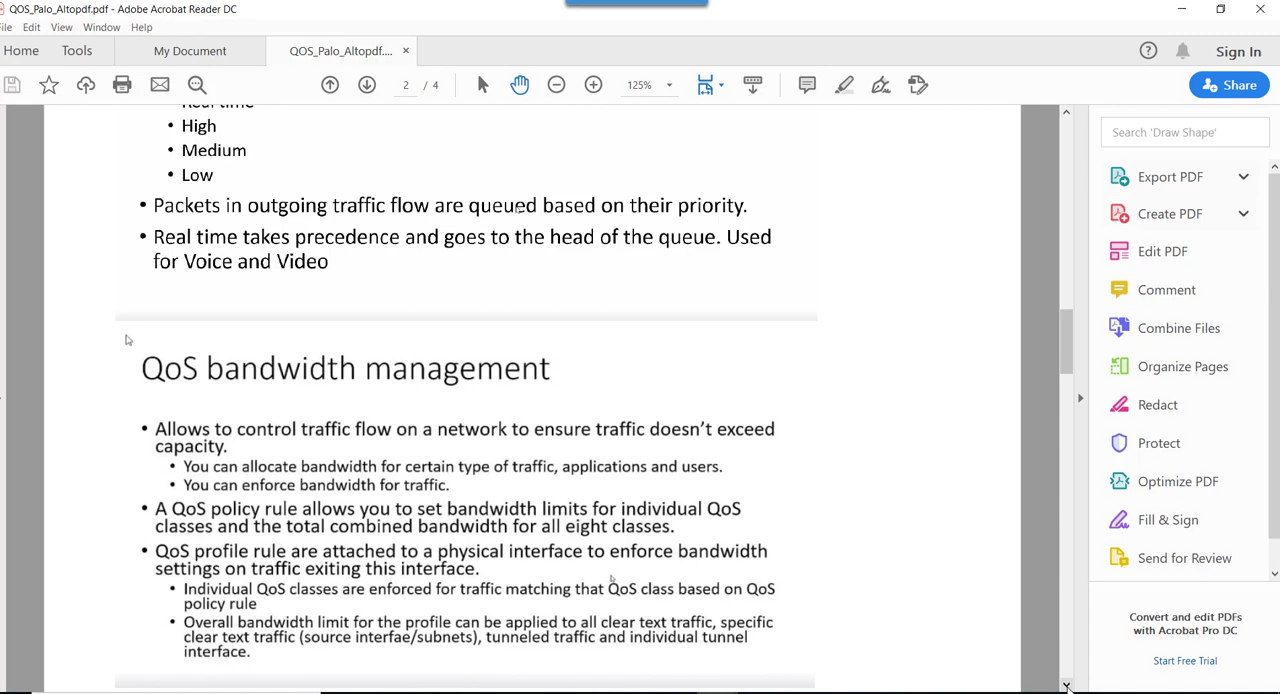 QOS_Palo_Altopdf.pdf - Adobe Acrobat Reader DC
File Edit View Window Help
Home Tools My Document QOS_Palo_Altopdf.... × Sign In
2 / 4 125% Share
Real time
• High
• Medium
• Low
• Packets in outgoing traffic flow are queued based on their priority.
• Real time takes precedence and goes to the head of the queue. Used
for Voice and Video
QoS bandwidth management
• Allows to control traffic flow on a network to ensure traffic doesn't exceed
capacity.
• You can allocate bandwidth for certain type of traffic, applications and users.
• You can enforce bandwidth for traffic.
• A QoS policy rule allows you to set bandwidth limits for individual QoS
classes and the total combined bandwidth for all eight classes.
• QoS profile rule are attached to a physical interface to enforce bandwidth
settings on traffic exiting this interface.
• Individual QoS classes are enforced for traffic matching that QoS class based on QoS
policy rule
• Overall bandwidth limit for the profile can be applied to all clear text traffic, specific
clear text traffic (source interfae/subnets), tunneled traffic and individual tunnel
interface.
Search 'Draw Shape'
Export PDF
Create PDF
Edit PDF
Comment
Combine Files
Organize Pages
Redact
Protect
Optimize PDF
Fill & Sign
Send for Review
Convert and edit PDFs
with Acrobat Pro DC
Start Free Trial